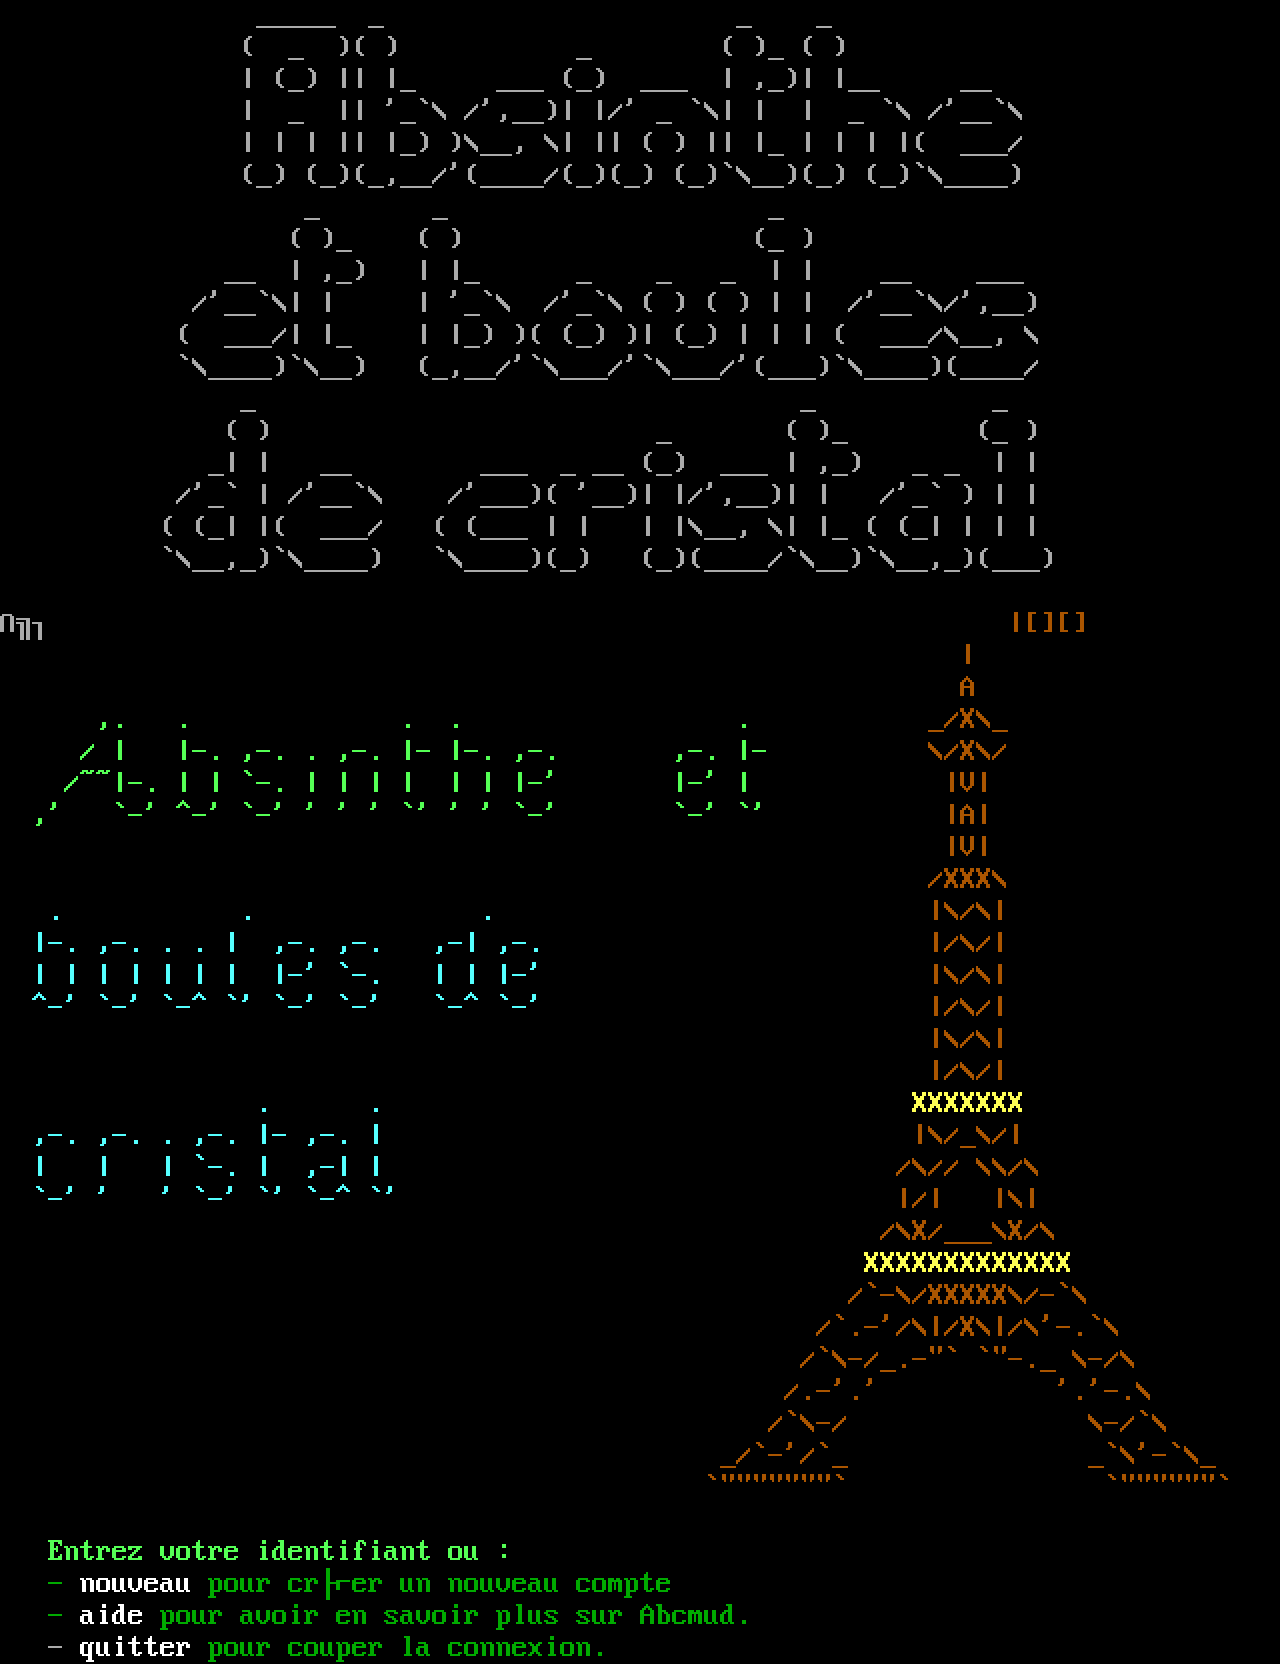 Absinthe
et boules
de cristal
Absinthe et
boules de
cristal
Entrez votre identifiant ou :
- nouveau pour cr├⌐er un nouveau compte
- aide pour avoir en savoir plus sur Abcmud.
- quitter pour couper la connexion.